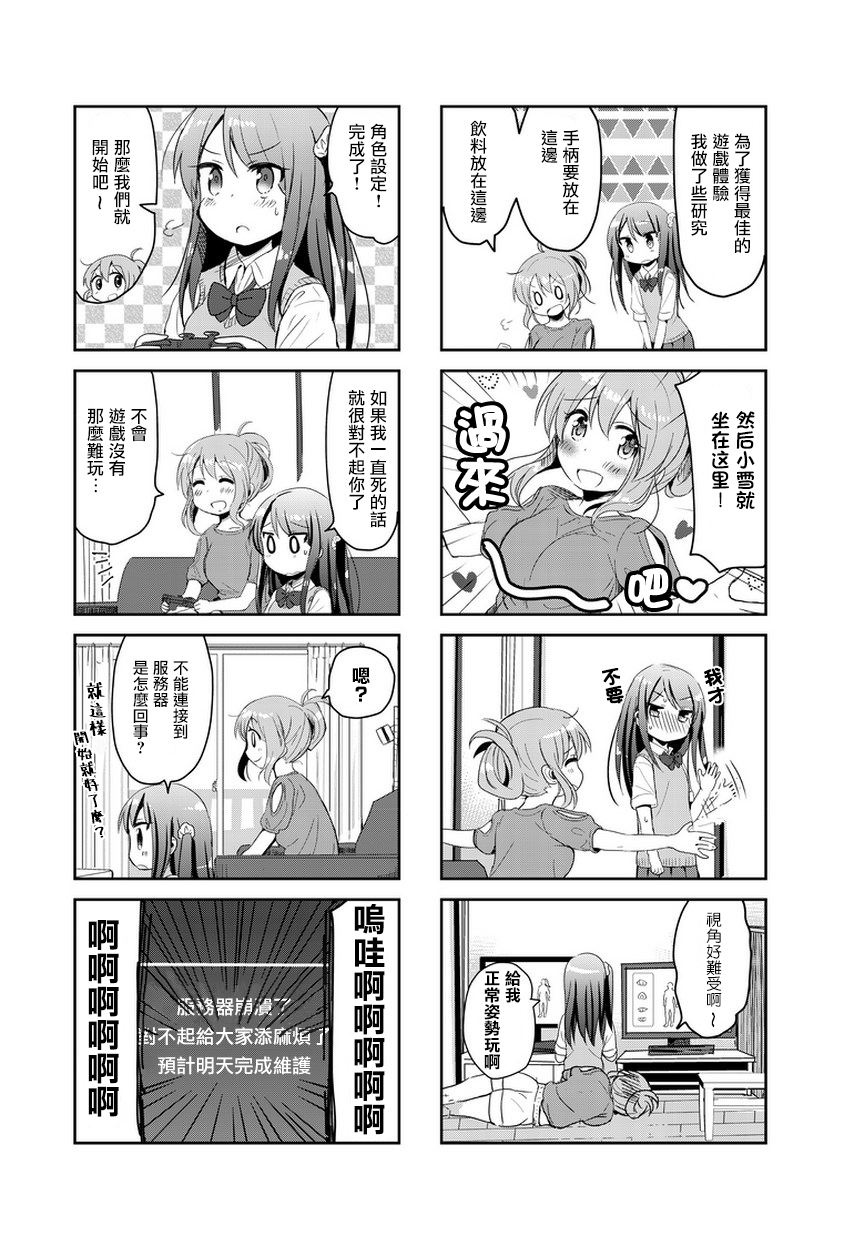 為了獲得最佳的
遊戲體驗
我做了些研究
手柄要放在
這邊
飲料放在這邊
然后小雪就
坐在这里！
過來
吧
我才
不要
視角好難受啊～
給我
正常姿勢玩啊
角色設定！
完成了！
那麼我們就
開始吧～
如果我一直死的話
就很對不起你了
不會
遊戲沒有
那麼難玩…
嗯？
不能連接到
服務器
是怎麼回事？
就這樣
開始就好了麼？
嗚哇啊啊啊啊啊
服務器崩潰了
對不起給大家添麻煩了
預計明天完成維護
啊啊啊啊啊啊